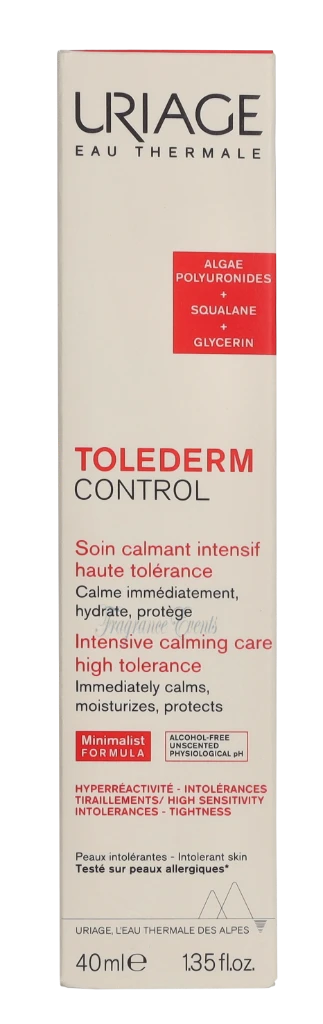 URIAGE
EAU THERMALE
ALGAE
POLYURONIDES
+
SQUALANE
+
GLYCERIN
TOLEDERM
CONTROL
Soin calmant intensif
haute tolérance
Calme immédiatement,
hydrate, protège
Fragrance Events
Intensive calming care
high tolerance
Immediately calms,
moisturizes, protects
Minimalist
FORMULA
ALCOHOL-FREE
UNSCENTED
PHYSIOLOGICAL pH
HYPERRÉACTIVITÉ - INTOLÉRANCES
TIRAILLEMENTS/ HIGH SENSITIVITY
INTOLERANCES - TIGHTNESS
Peaux intolérantes - Intolerant skin
Testé sur peaux allergiques*
URIAGE, L'EAU THERMALE DES ALPES
40ml℮ 1.35 fl.oz.